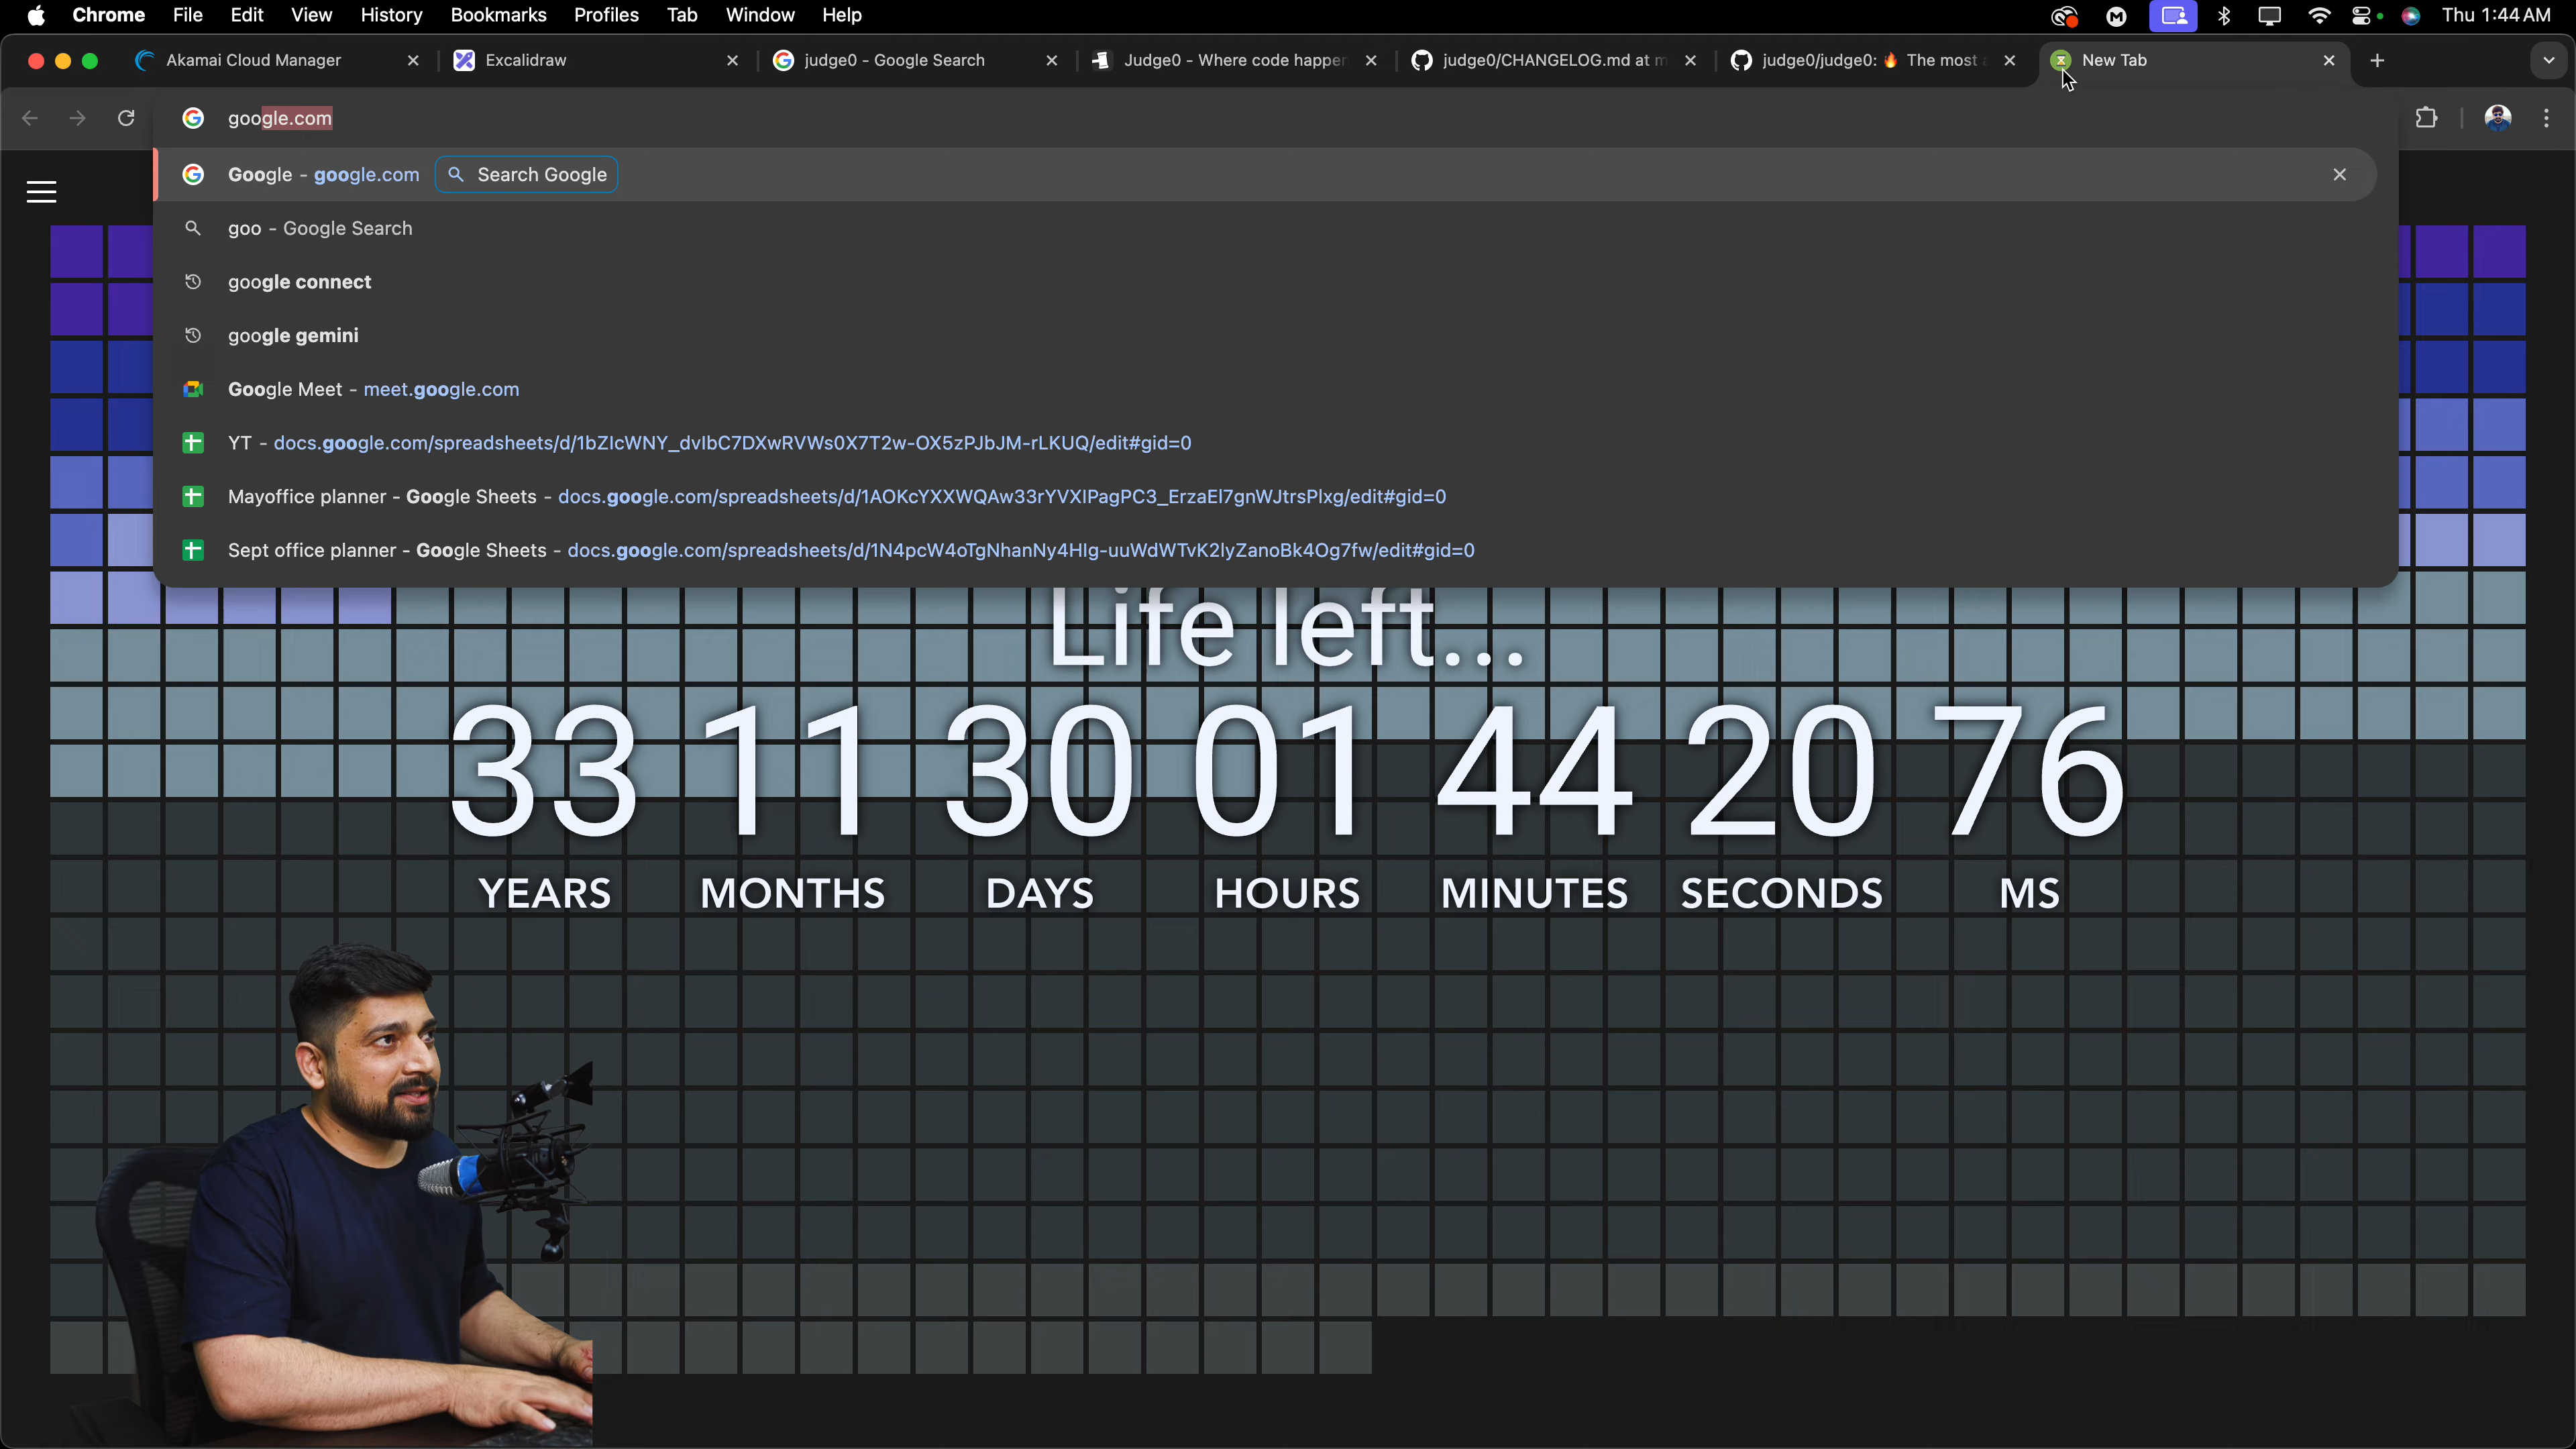 Chrome File Edit View History Bookmarks Profiles Tab Window Help Thu 1:44 AM
Akamai Cloud Manager Excalidraw judge0 - Google Search Judge0 - Where code happen judge0/CHANGELOG.md at m judge0/judge0: 🔥 The most a New Tab
google.com
Google - google.com Search Google
goo - Google Search
google connect
google gemini
Google Meet - meet.google.com
YT - docs.google.com/spreadsheets/d/1bZIcWNY_dvIbC7DXwRVWs0X7T2w-OX5zPJbJM-rLKUQ/edit#gid=0
Mayoffice planner - Google Sheets - docs.google.com/spreadsheets/d/1AOKcYXXWQAw33rYVXIPagPC3_ErzaEl7gnWJtrsPlxg/edit#gid=0
Sept office planner - Google Sheets - docs.google.com/spreadsheets/d/1N4pcW4oTgNhanNy4HIg-uuWdWTvK2lyZanoBk4Og7fw/edit#gid=0
Life left...
33 11 30 01 44 20 76
YEARS MONTHS DAYS HOURS MINUTES SECONDS MS